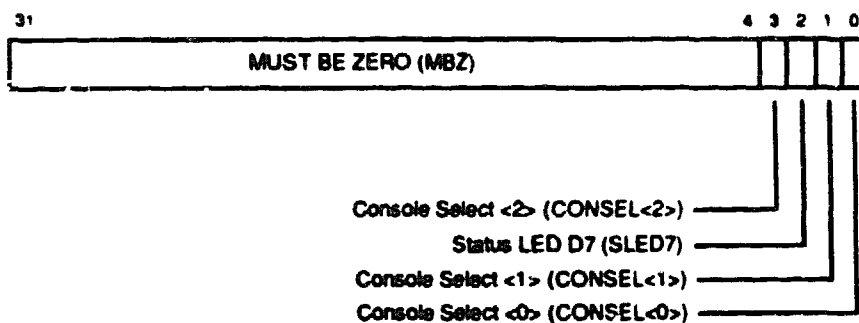 31 4 3 2 1 0
MUST BE ZERO (MBZ)
Console Select <2> (CONSEL<2>)
Status LED D7 (SLED7)
Console Select <1> (CONSEL<1>)
Console Select <0> (CONSEL<0>)